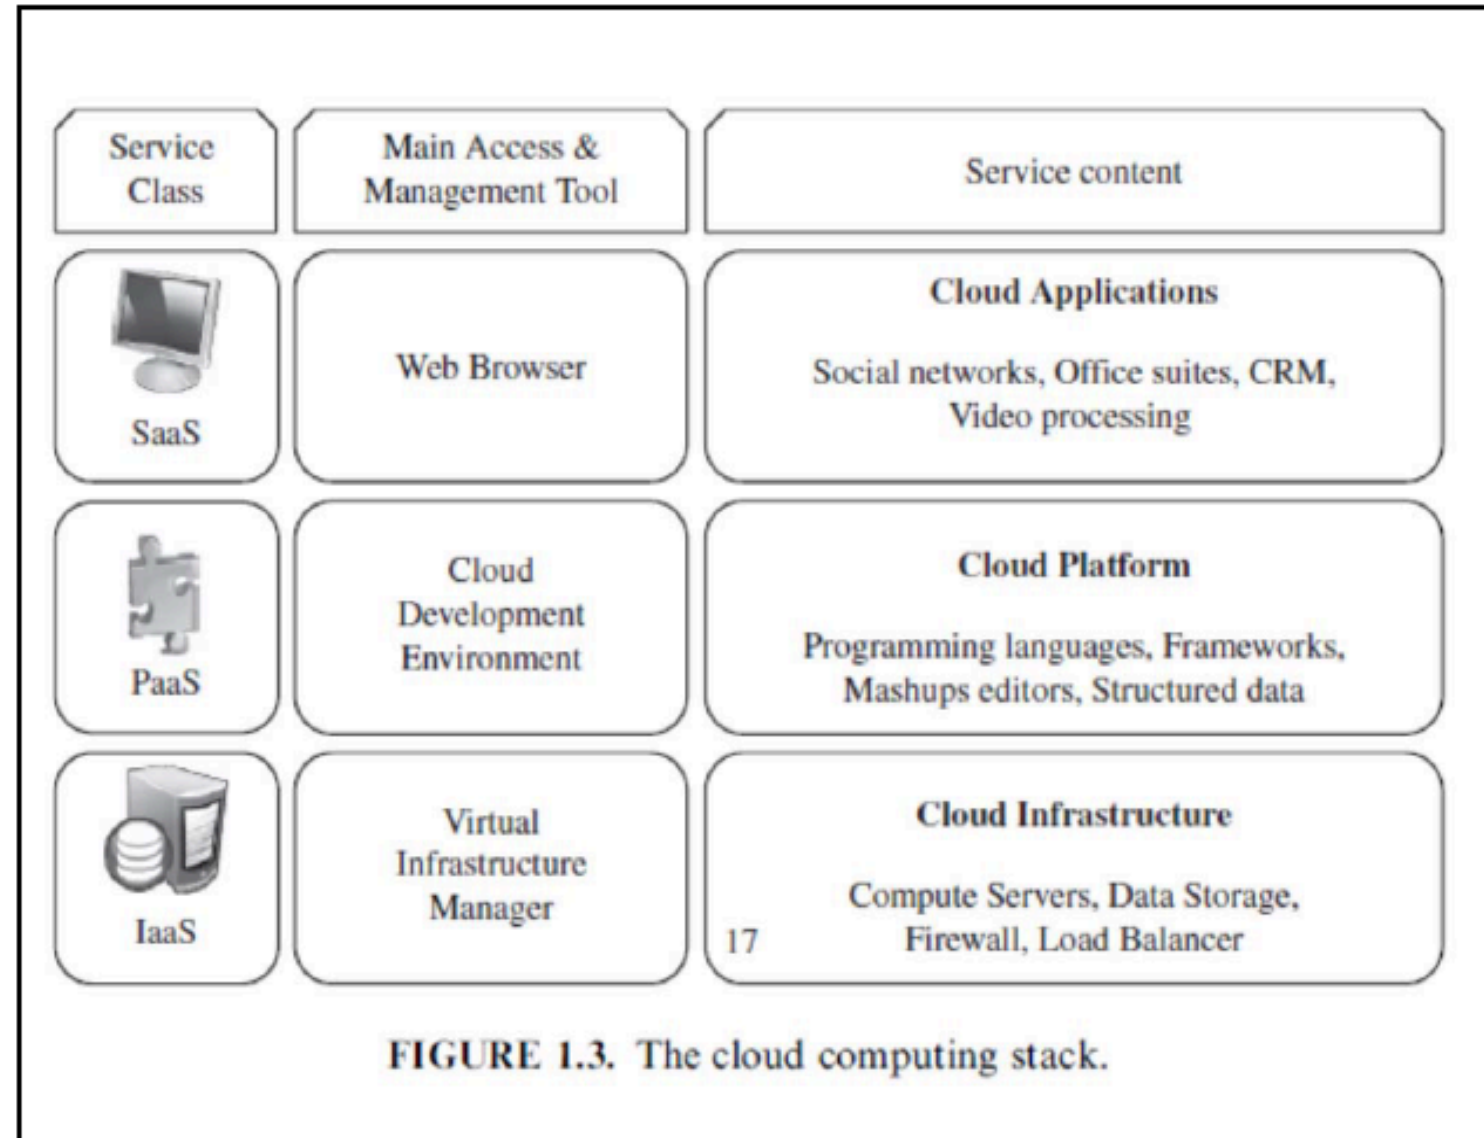 Service
Class
Main Access &
Management Tool
Service content
SaaS
Web Browser
Cloud Applications
Social networks, Office suites, CRM,
Video processing
PaaS
Cloud
Development
Environment
Cloud Platform
Programming languages, Frameworks,
Mashups editors, Structured data
IaaS
Virtual
Infrastructure
Manager
Cloud Infrastructure
Compute Servers, Data Storage,
Firewall, Load Balancer
17
FIGURE 1.3. The cloud computing stack.